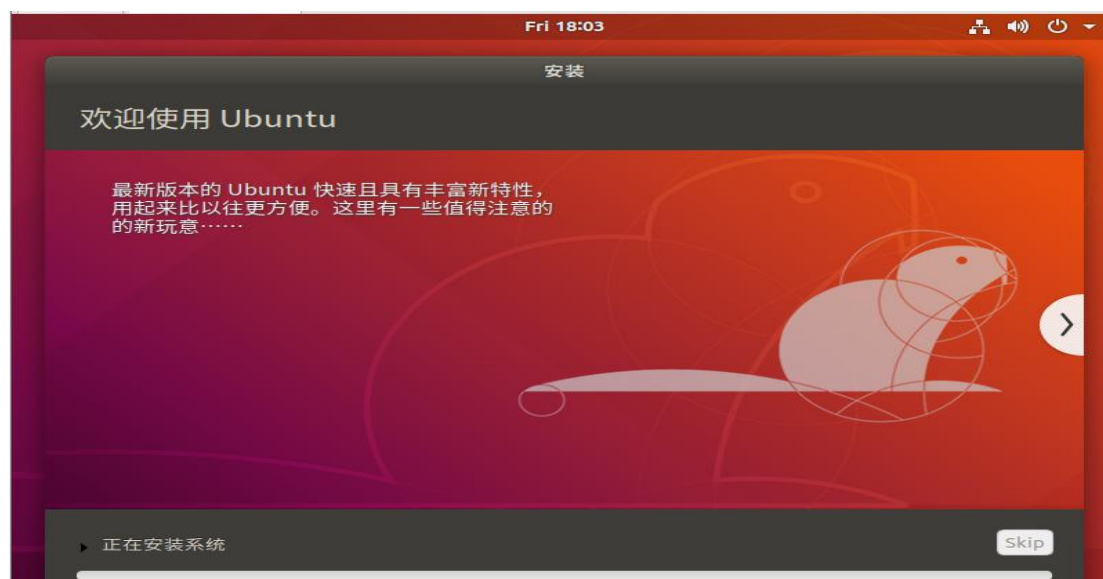 Fri 18:03
安装
欢迎使用 Ubuntu
最新版本的 Ubuntu 快速且具有丰富新特性，
用起来比以往更方便。这里有一些值得注意的
的新玩意……
正在安装系统
Skip